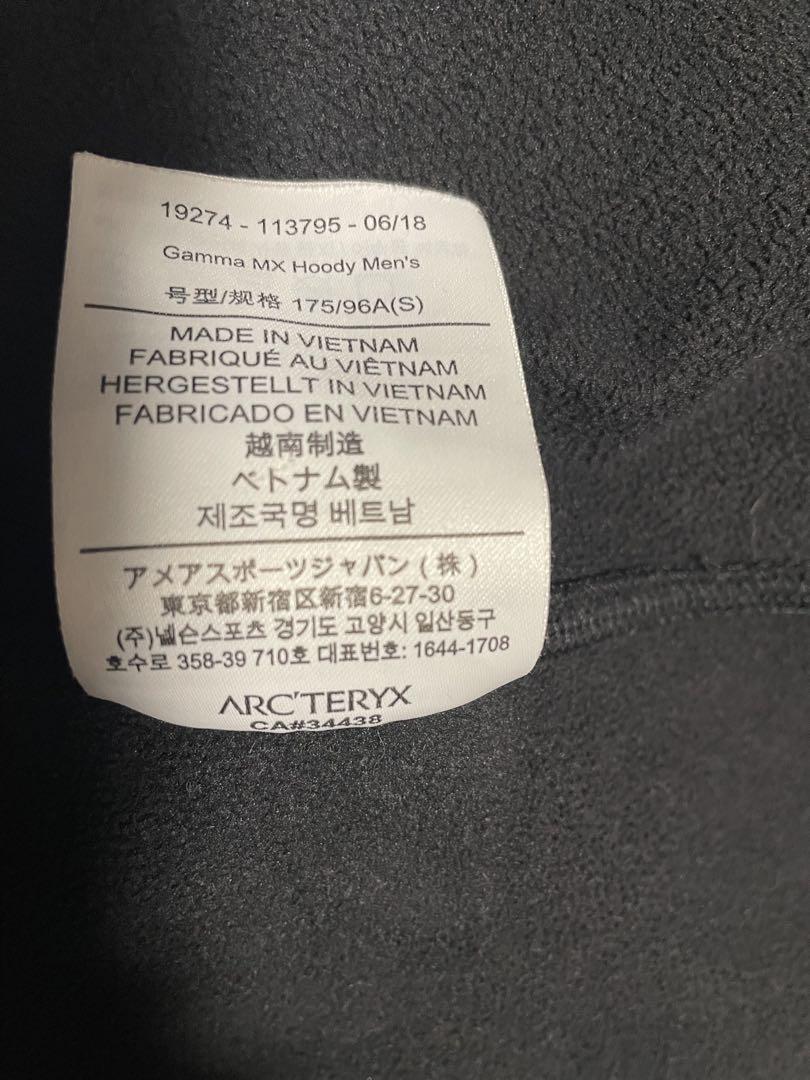 19274 - 113795 - 06/18
Gamma MX Hoody Men's
号型/规格 175/96A(S)
MADE IN VIETNAM
FABRIQUÉ AU VIÊTNAM
HERGESTELLT IN VIETNAM
FABRICADO EN VIETNAM
越南制造
ベトナム製
제조국명 베트남
アメアスポーツジャパン ( 株 )
東京都新宿区新宿6-27-30
(주)넬슨스포츠 경기도 고양시 일산동구
호수로 358-39 710호 대표번호: 1644-1708
ARC'TERYX
CA#34438